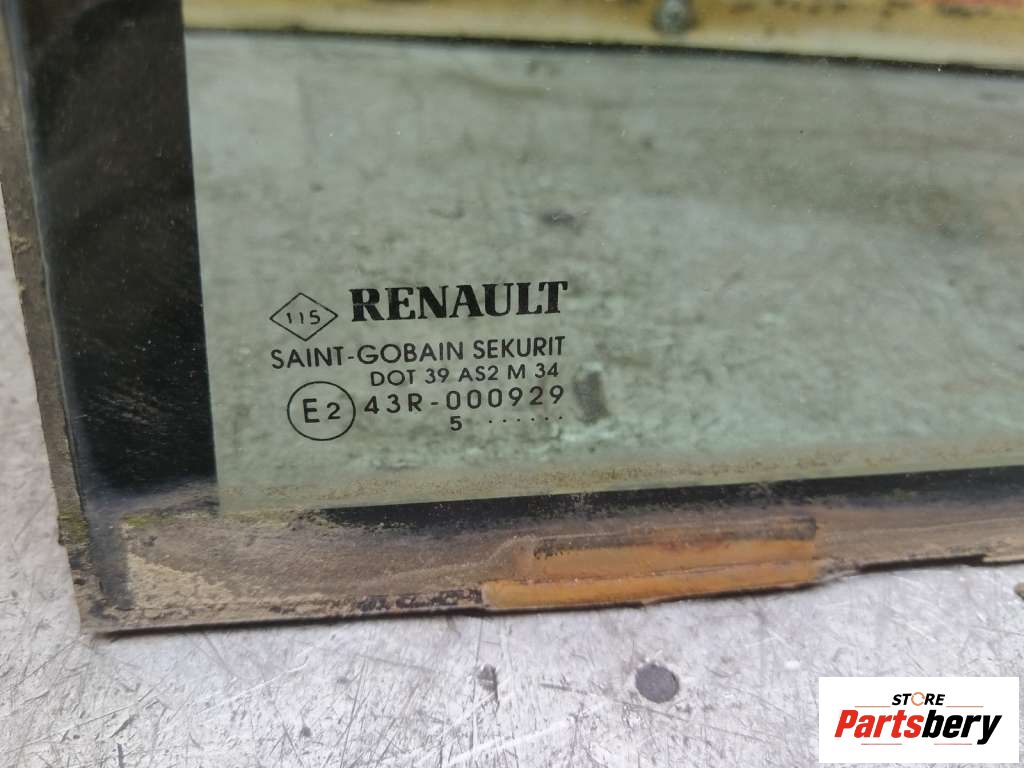 115 RENAULT
SAINT-GOBAIN SEKURIT
DOT 39 AS2 M 34
E2 43R-000929
5 ......
STORE
Partsbery